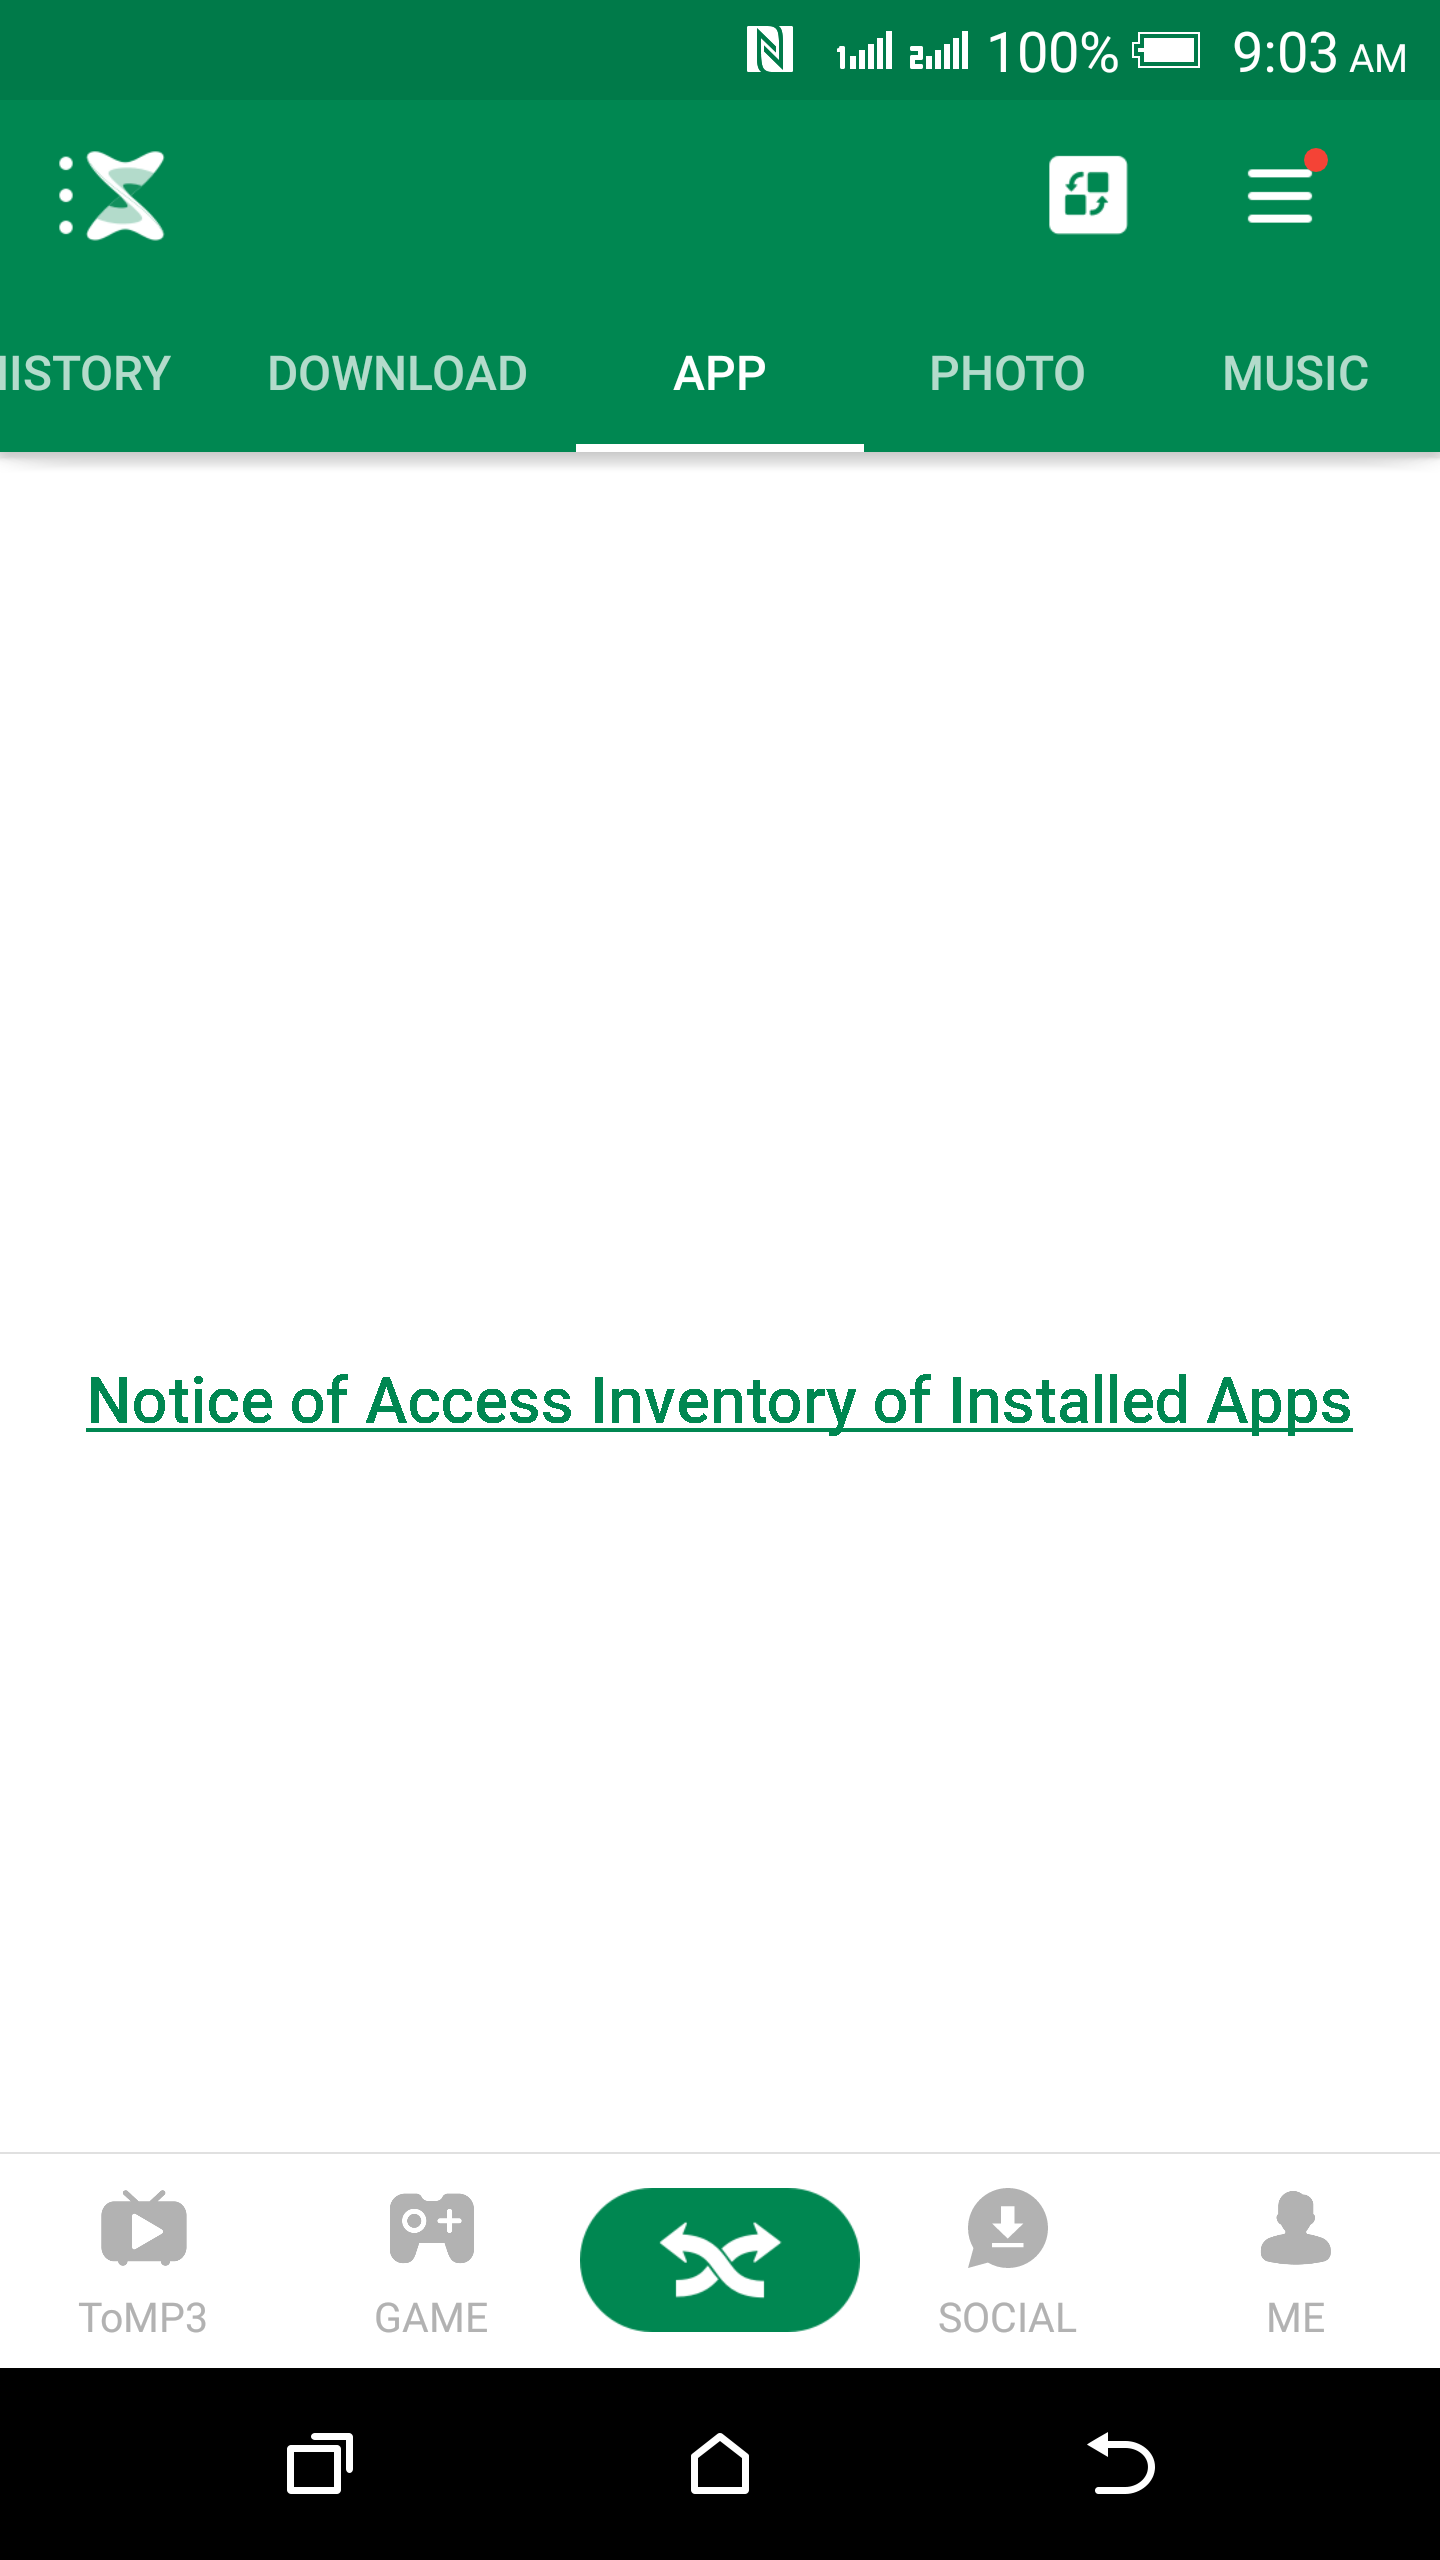 100% 9:03 AM
HISTORY DOWNLOAD APP PHOTO MUSIC
Notice of Access Inventory of Installed Apps
ToMP3 GAME SOCIAL ME